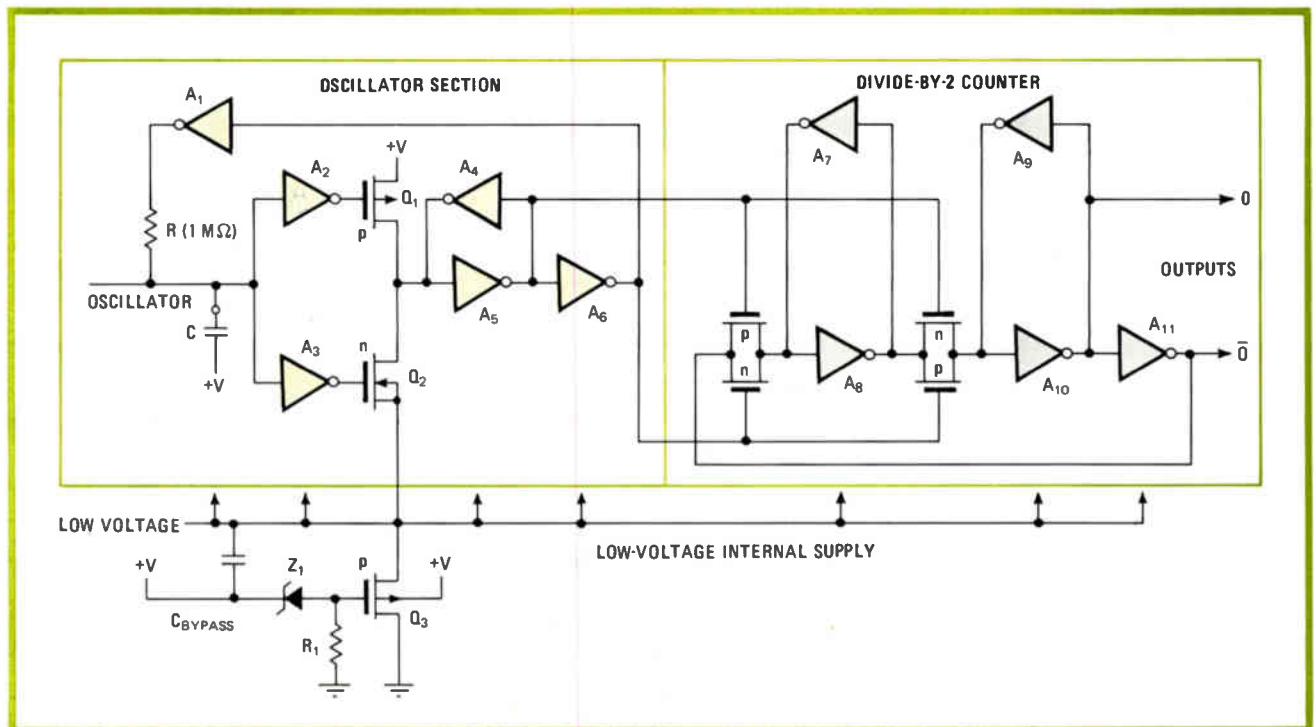 OSCILLATOR SECTION
DIVIDE-BY-2 COUNTER
A1
+V
A2
Q1
p
A4
A7
A9
R (1 MΩ)
OSCILLATOR
C
+V
A3
n
Q2
A5
A6
p
n
A8
n
p
A10
A11
O
OUTPUTS
O̅
LOW VOLTAGE
LOW-VOLTAGE INTERNAL SUPPLY
+V
CBYPASS
Z1
R1
p
+V
Q3